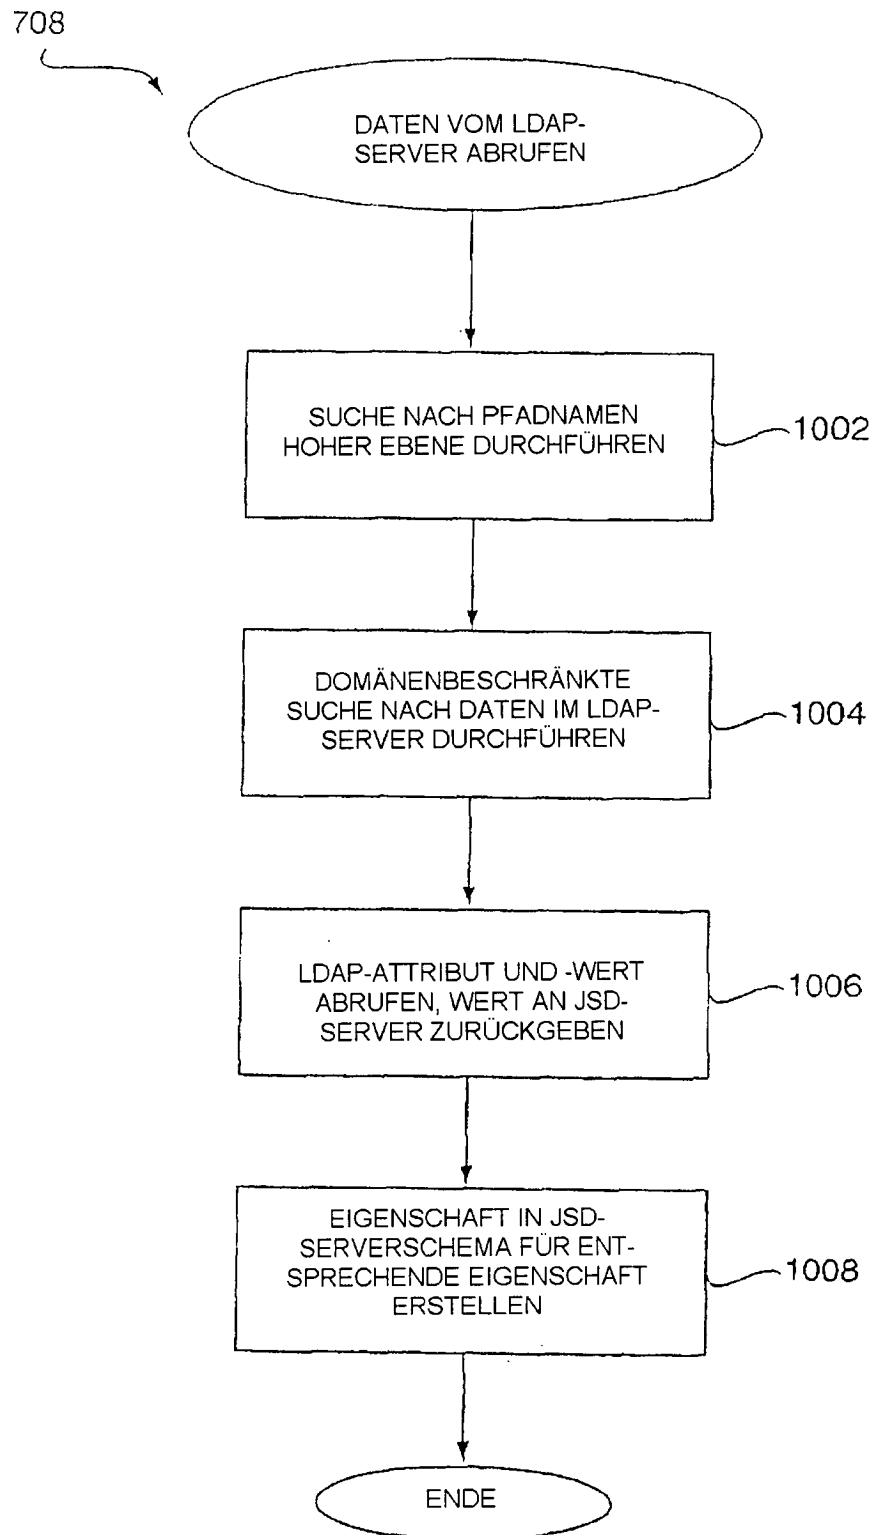 708
DATEN VOM LDAP-
SERVER ABRUFEN
SUCHE NACH PFADNAMEN
HOHER EBENE DURCHFÜHREN
1002
DOMÄNENBESCHRÄNKTE
SUCHE NACH DATEN IM LDAP-
SERVER DURCHFÜHREN
1004
LDAP-ATTRIBUT UND -WERT
ABRUFEN, WERT AN JSD-
SERVER ZURÜCKGEBEN
1006
EIGENSCHAFT IN JSD-
SERVERSCHEMA FÜR ENT-
SPRECHENDE EIGENSCHAFT
ERSTELLEN
1008
ENDE